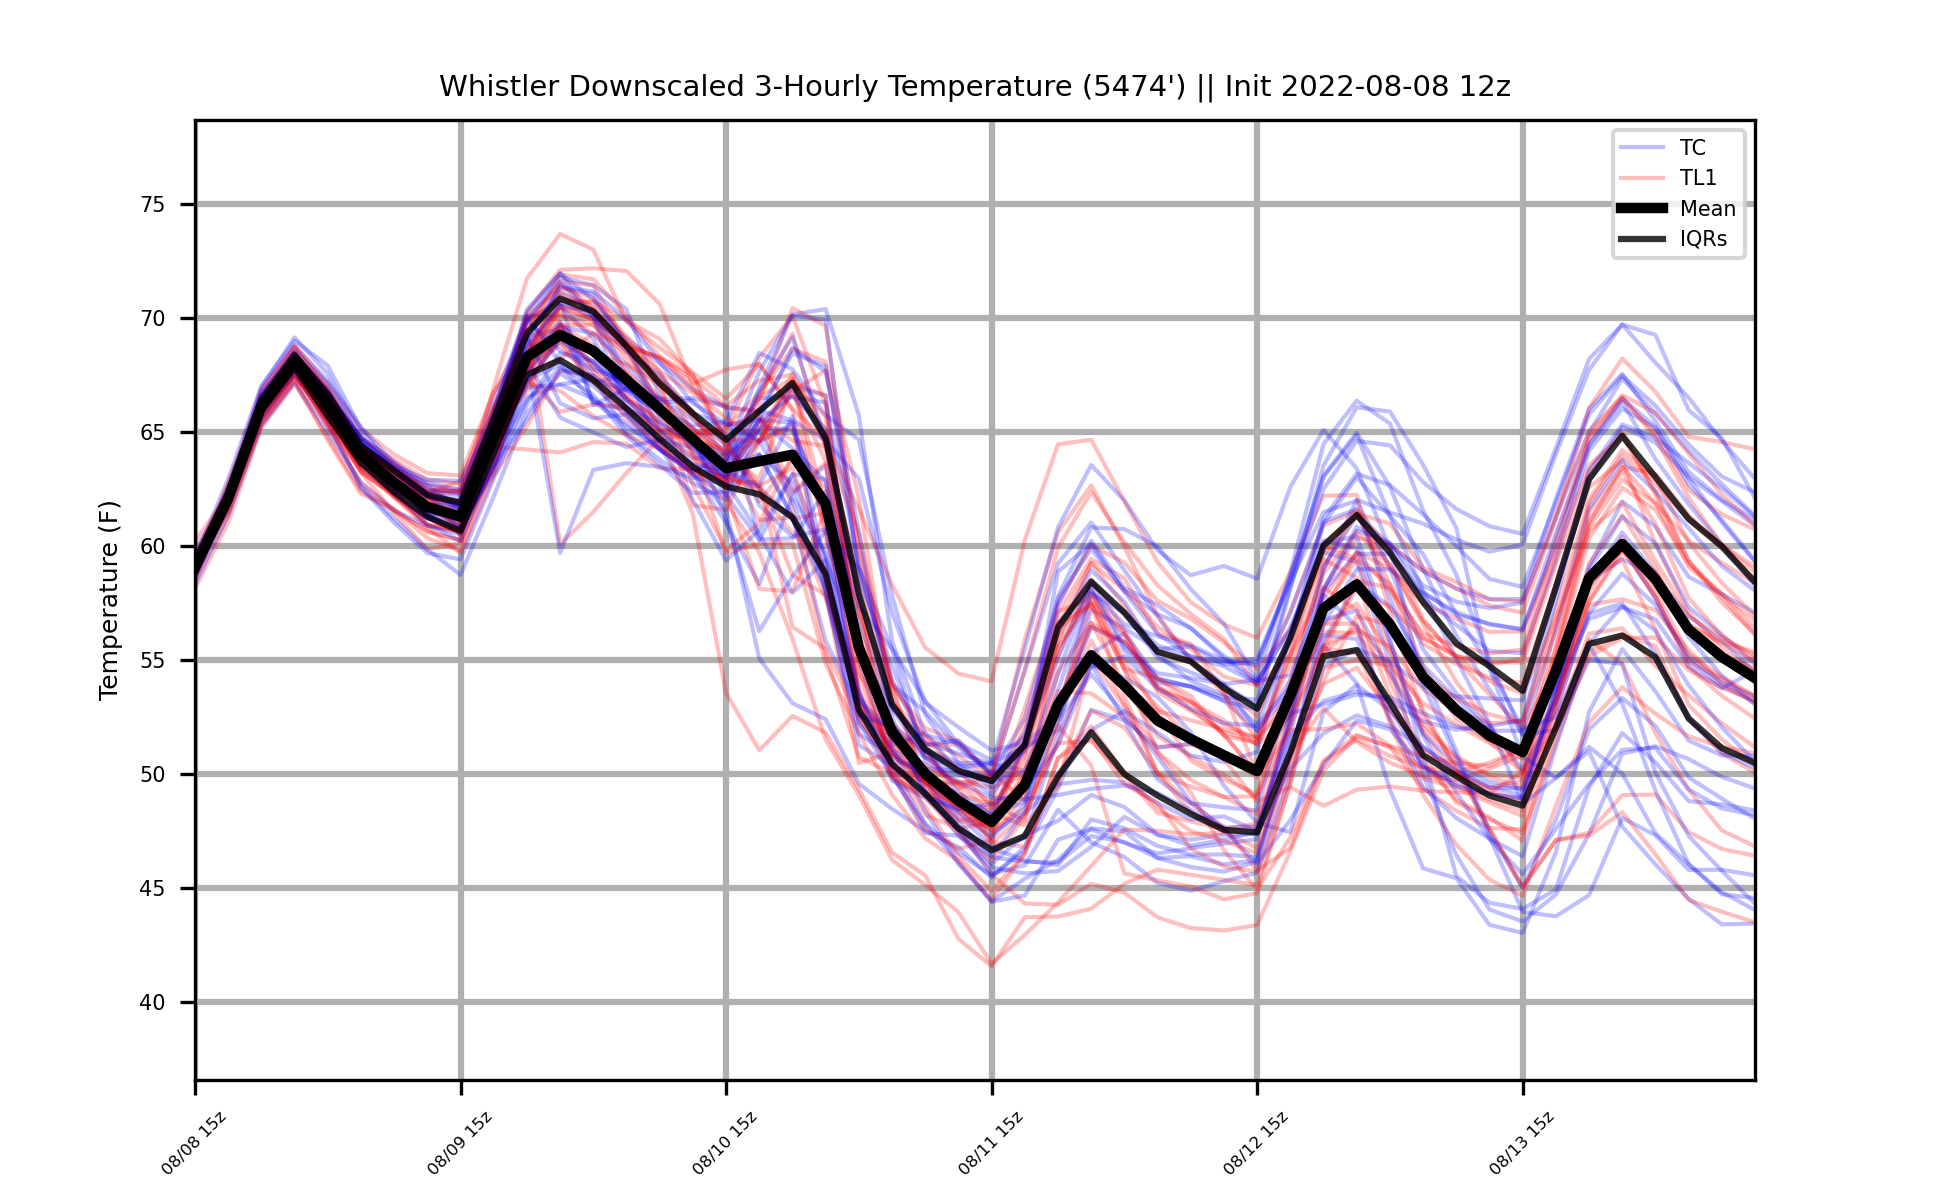 Whistler Downscaled 3-Hourly Temperature (5474') || Init 2022-08-08 12z
TC
TL1
Mean
IQRs
Temperature (F)
75
70
65
60
55
50
45
40
08/08 15z
08/09 15z
08/10 15z
08/11 15z
08/12 15z
08/13 15z